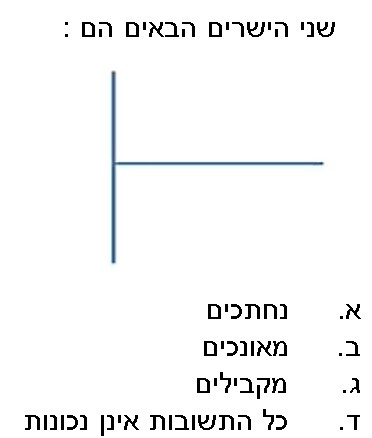 שני הישרים הבאים הם :
א. נחתכים
ב. מאונכים
ג. מקבילים
ד. כל התשובות אינן נכונות